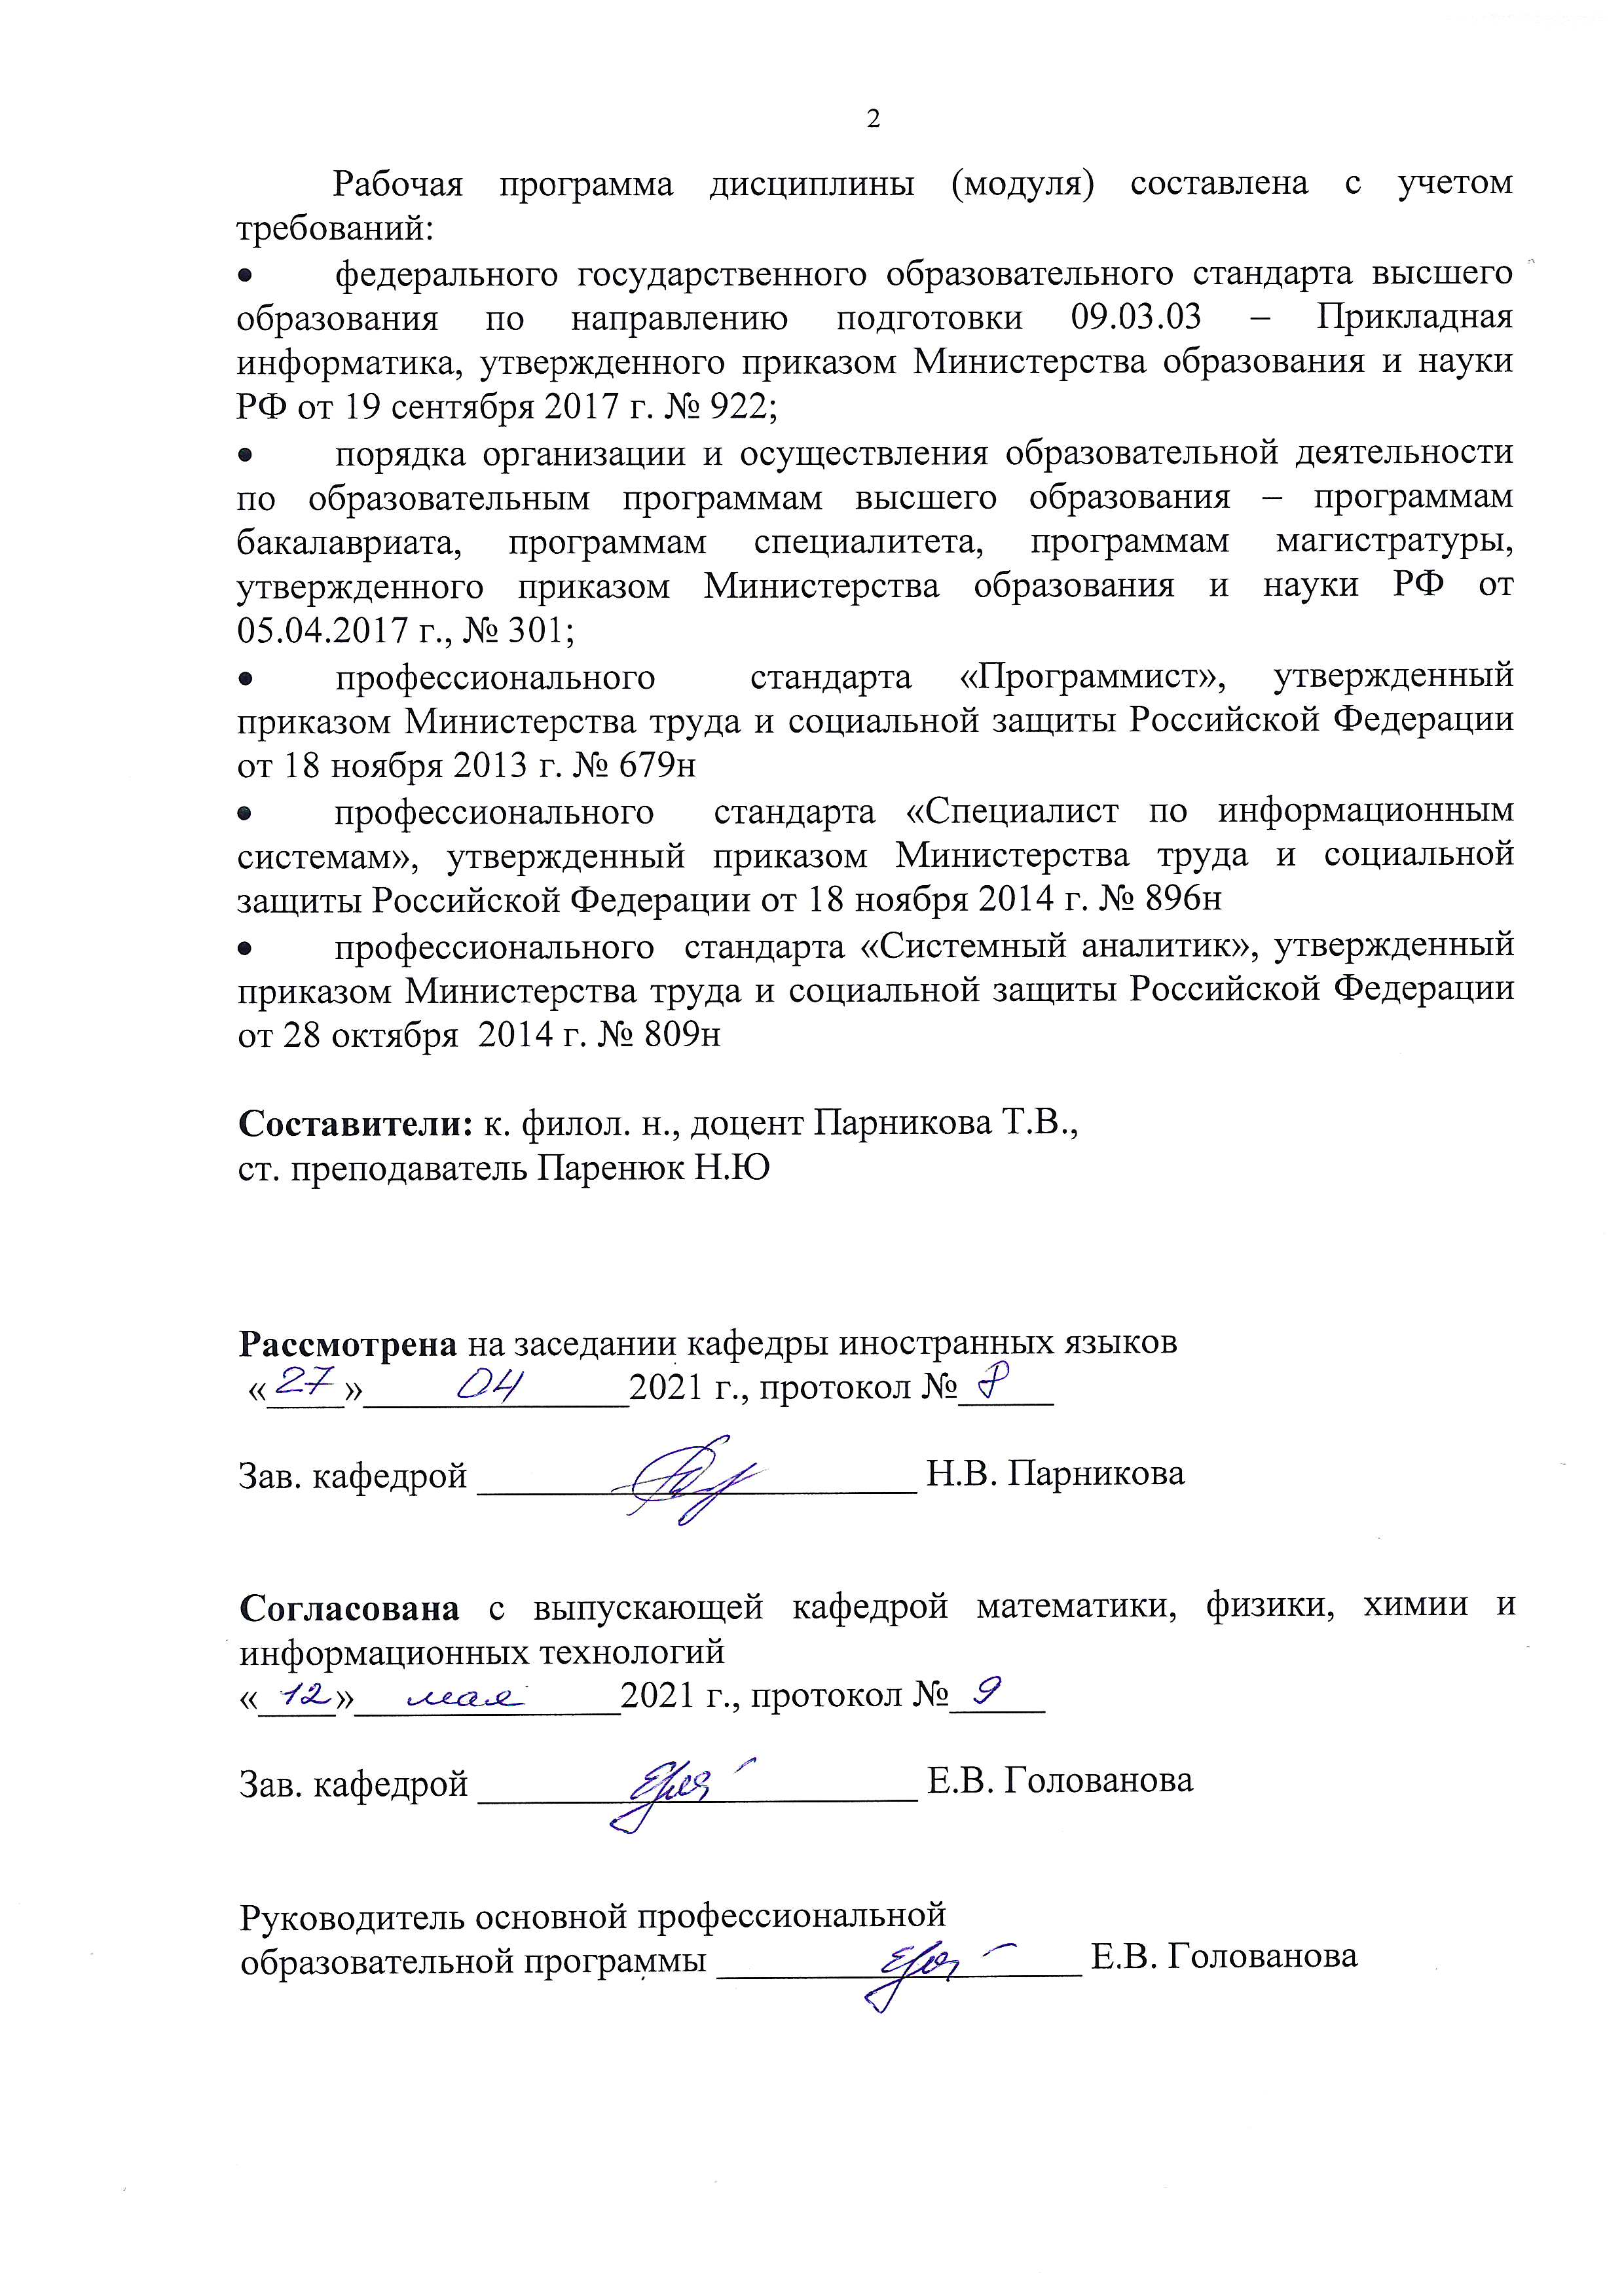 2
Рабочая программа дисциплины (модуля) составлена с учетом
требований:
• федерального государственного образовательного стандарта высшего
образования по направлению подготовки 09.03.03 – Прикладная
информатика, утвержденного приказом Министерства образования и науки
РФ от 19 сентября 2017 г. № 922;
• порядка организации и осуществления образовательной деятельности
по образовательным программам высшего образования – программам
бакалавриата, программам специалитета, программам магистратуры,
утвержденного приказом Министерства образования и науки РФ от
05.04.2017 г., № 301;
• профессионального стандарта «Программист», утвержденный
приказом Министерства труда и социальной защиты Российской Федерации
от 18 ноября 2013 г. № 679н
• профессионального стандарта «Специалист по информационным
системам», утвержденный приказом Министерства труда и социальной
защиты Российской Федерации от 18 ноября 2014 г. № 896н
• профессионального стандарта «Системный аналитик», утвержденный
приказом Министерства труда и социальной защиты Российской Федерации
от 28 октября 2014 г. № 809н
Составители: к. филол. н., доцент Парникова Т.В.,
ст. преподаватель Паренюк Н.Ю
Рассмотрена на заседании кафедры иностранных языков
«27» 04 2021 г., протокол № 8
Зав. кафедрой Н.В. Парникова
Согласована с выпускающей кафедрой математики, физики, химии и
информационных технологий
«12» мая 2021 г., протокол № 9
Зав. кафедрой Е.В. Голованова
Руководитель основной профессиональной
образовательной программы Е.В. Голованова